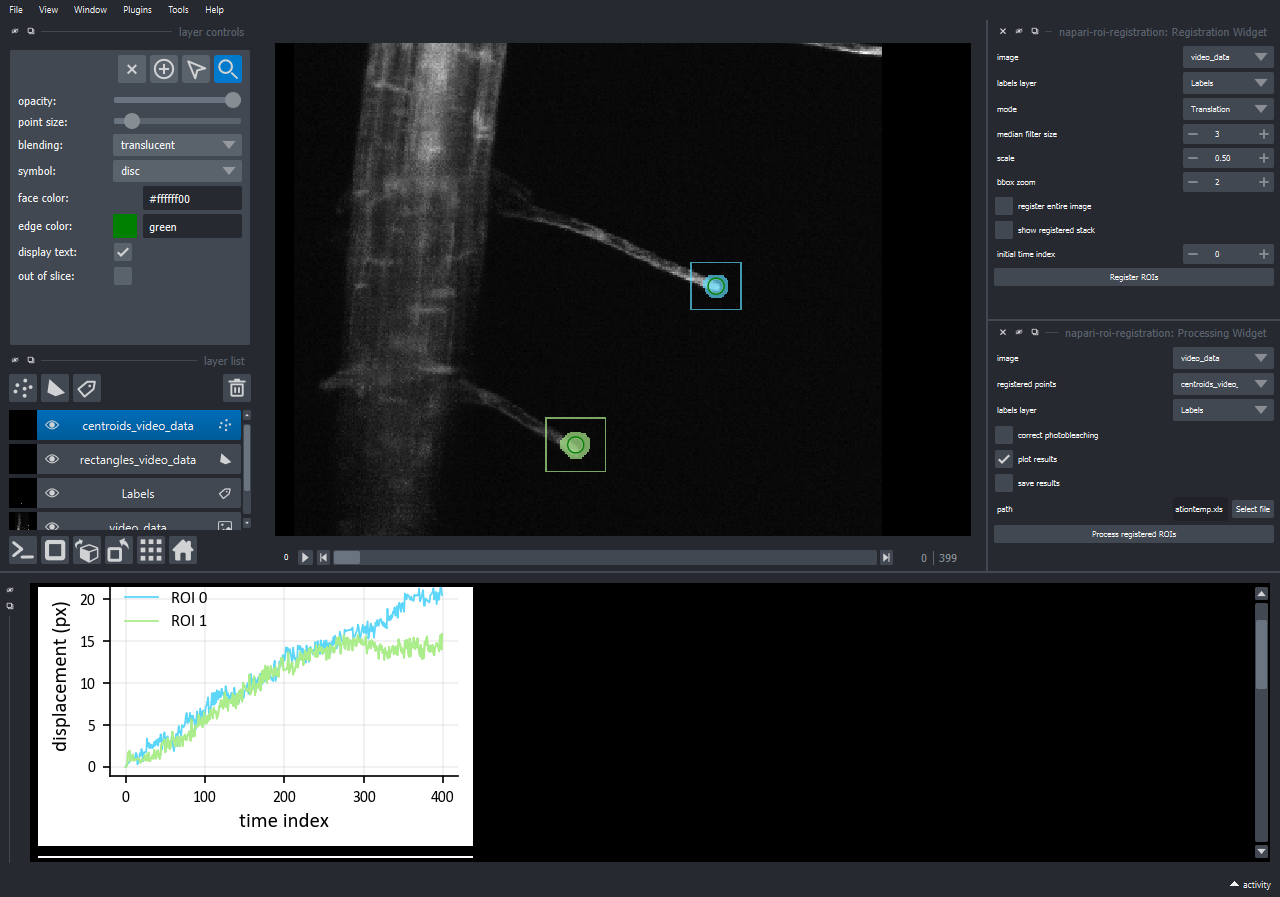 File View Window Plugins Tools Help
layer controls
opacity:
point size:
blending: translucent
symbol: disc
face color: #ffffff00
edge color: green
display text:
out of slice:
layer list
centroids_video_data
rectangles_video_data
Labels
video_data
0
0 | 399
napari-roi-registration: Registration Widget
image video_data
labels layer Labels
mode Translation
median filter size 3
scale 0.50
bbox zoom 2
register entire image
show registered stack
initial time index 0
Register ROIs
napari-roi-registration: Processing Widget
image video_data
registered points centroids_video_
labels layer Labels
correct photobleaching
plot results
save results
path ationtemp.xls Select file
Process registered ROIs
displacement (px)
20
15
10
5
0
ROI 0
ROI 1
0 100 200 300 400
time index
activity